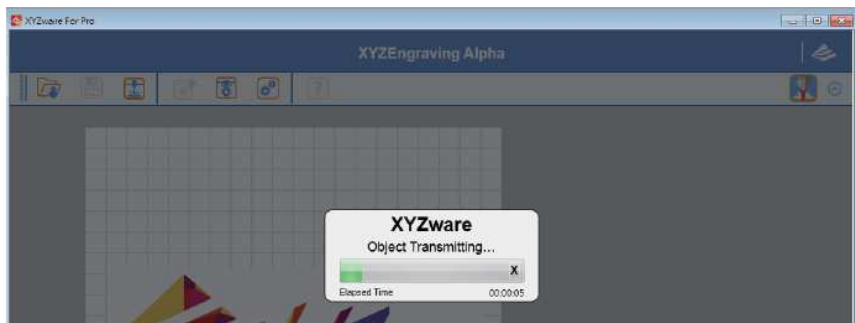 XYZware For Pro
XYZEngraving Alpha
?
XYZware
Object Transmitting...
X
Elapsed Time 00:00:05